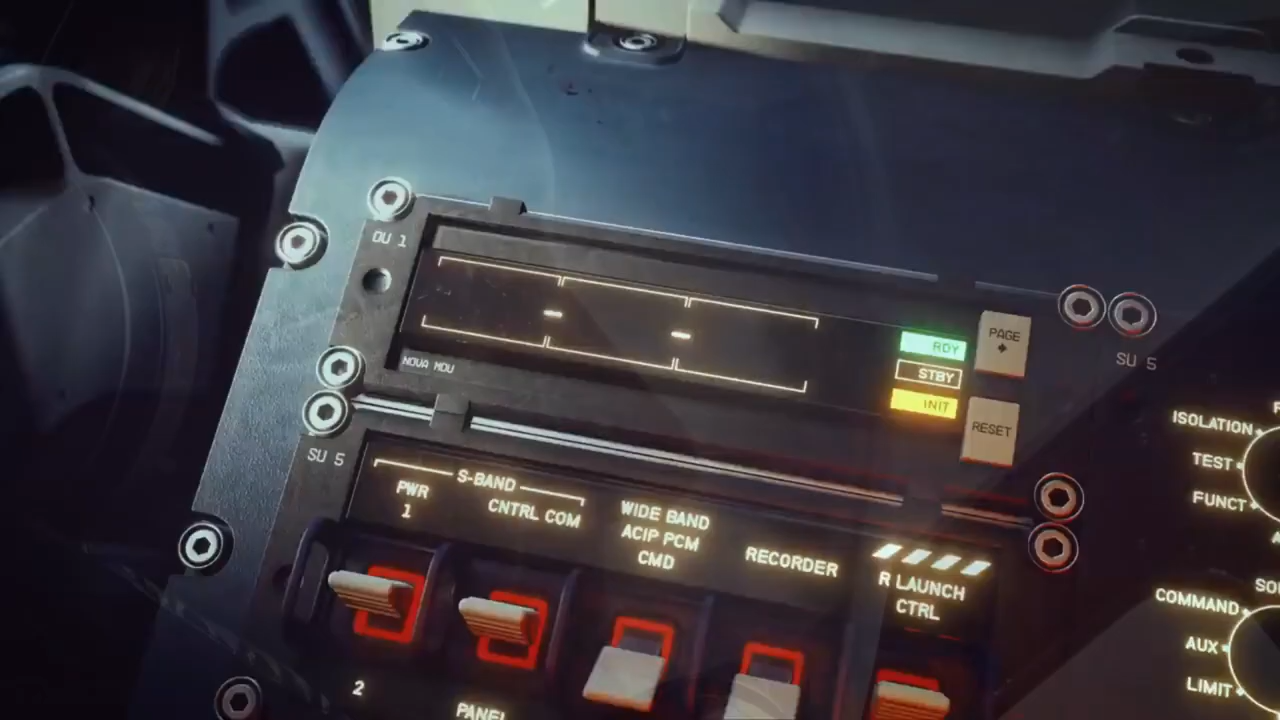 DU 1
PAGE
RDY
STBY
INIT
RESET
NOVA MDU
SU 5
SU 5
S-BAND
PWR
1
CNTRL COM
WIDE BAND
ACIP PCM
CMD
RECORDER
R LAUNCH
CTRL
2
PANEL
ISOLATION
TEST
FUNCT
COMMAND
AUX
LIMIT